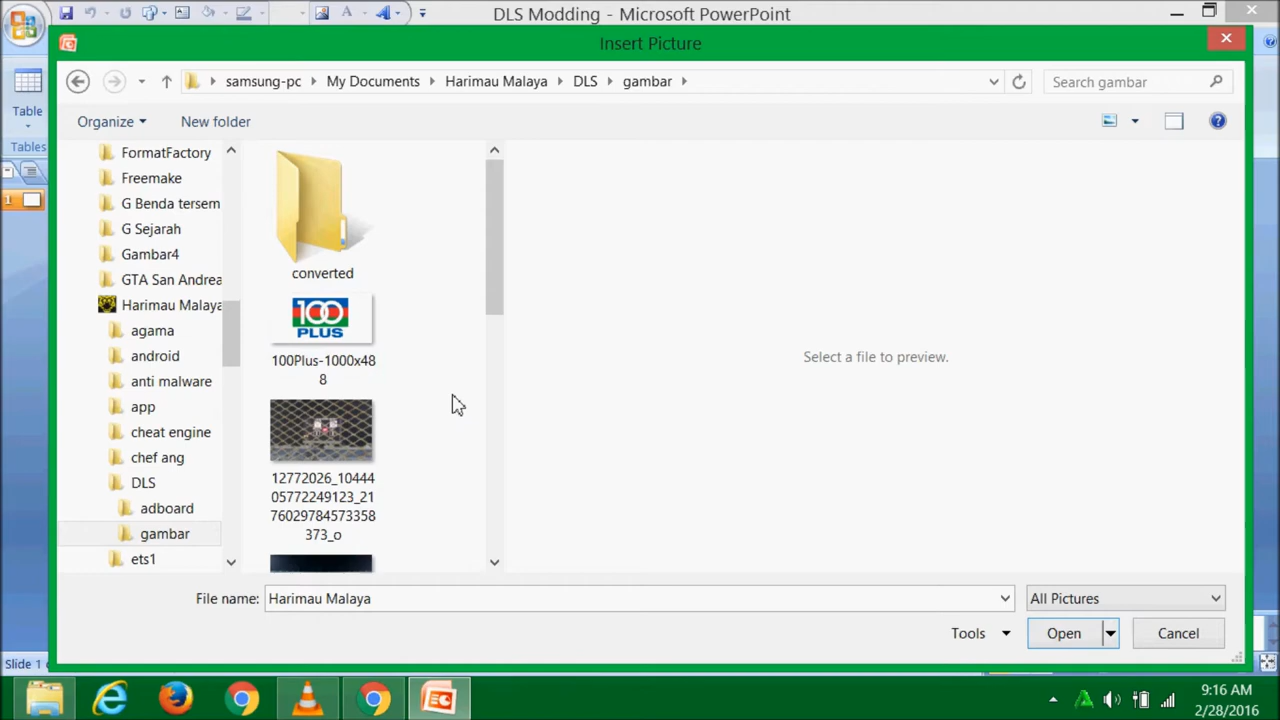 DLS Modding - Microsoft PowerPoint
Insert Picture
samsung-pc
My Documents
Harimau Malaya
DLS
gambar
Search gambar
Organize
New folder
Table
Tables
FormatFactory
Freemake
G Benda tersem
G Sejarah
Gambar4
GTA San Andrea
Harimau Malaya
agama
android
anti malware
app
cheat engine
chef ang
DLS
adboard
gambar
ets1
1
converted
100
PLUS
100Plus-1000x48
8
12772026_10444
05772249123_21
76029784573358
373_o
Select a file to preview.
File name:
Harimau Malaya
All Pictures
Tools
Open
Cancel
Slide 1
9:16 AM
2/28/2016